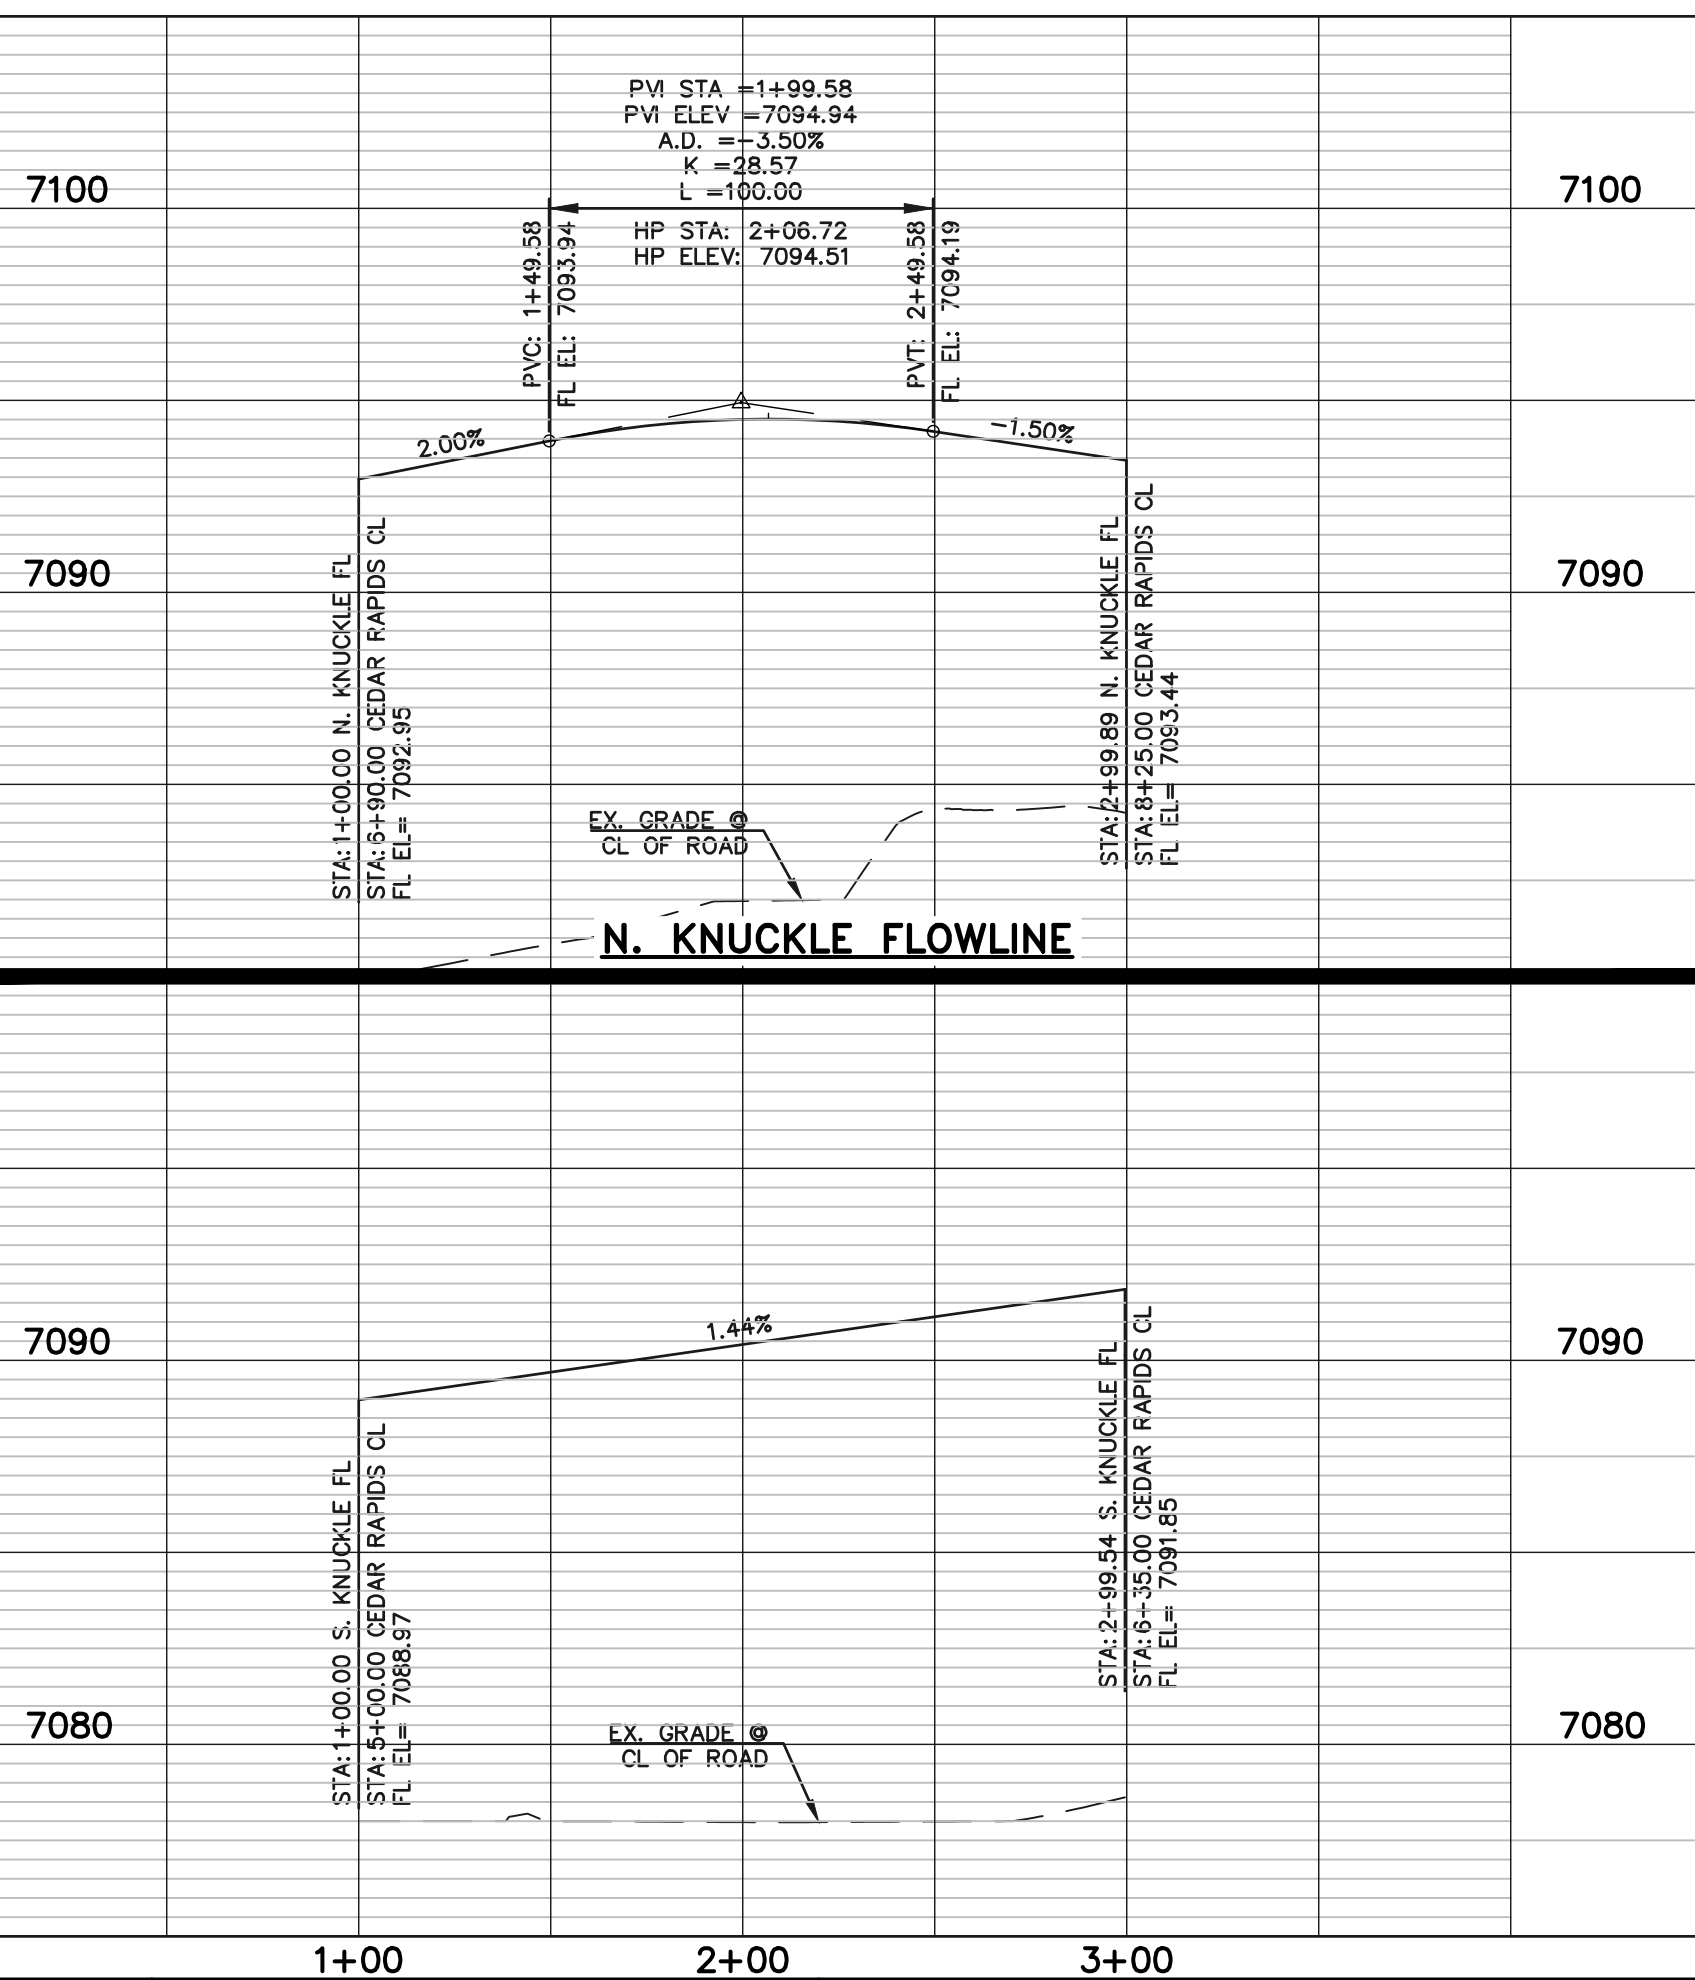 PVI STA =1+99.58
PVI ELEV =7094.94
A.D. =-3.50%
K =28.57
L =100.00
7100
7100
HP STA: 2+06.72
HP ELEV: 7094.51
PVC: 1+49.58
FL EL: 7093.94
PVT: 2+49.58
FL EL: 7094.19
2.00%
-1.50%
7090
7090
STA:1+00.00 N. KNUCKLE FL
STA:6+90.00 CEDAR RAPIDS CL
FL EL= 7092.95
STA:2+99.89 N. KNUCKLE FL
STA:8+25.00 CEDAR RAPIDS CL
FL EL= 7093.44
EX. GRADE @
CL OF ROAD
N. KNUCKLE FLOWLINE
1.44%
7090
7090
STA:1+00.00 S. KNUCKLE FL
STA:5+00.00 CEDAR RAPIDS CL
FL EL= 7088.97
STA:2+99.54 S. KNUCKLE FL
STA:6+35.00 CEDAR RAPIDS CL
FL EL= 7091.85
7080
7080
EX. GRADE @
CL OF ROAD
1+00
2+00
3+00